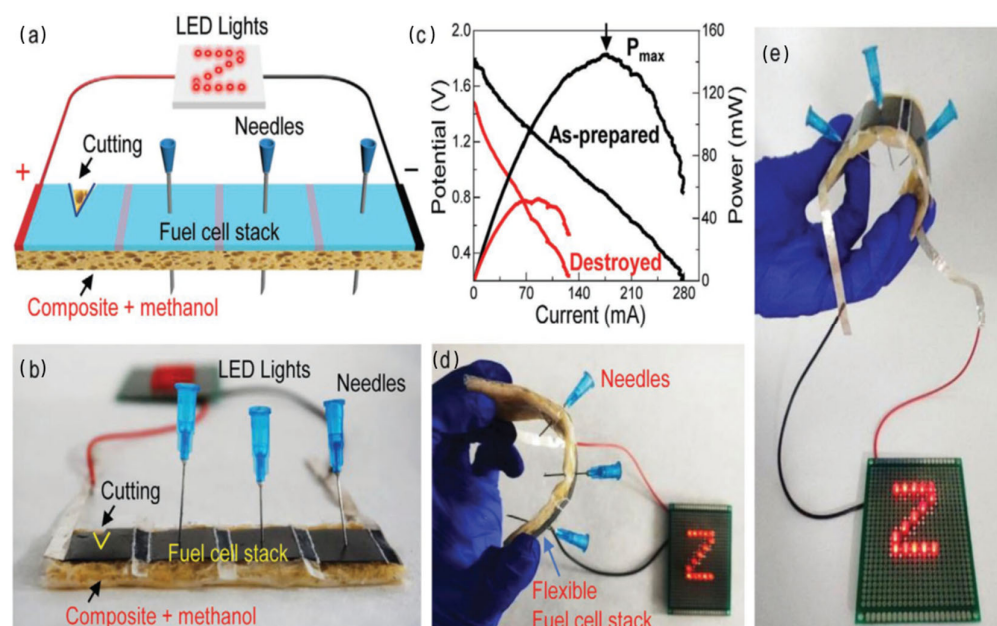 (a)
LED Lights
Cutting
Needles
+
−
Fuel cell stack
Composite + methanol
(c)
2.0
1.6
1.2
0.8
0.4
Potential (V)
Pmax
As-prepared
Destroyed
160
120
80
40
0
Power (mW)
0 70 140 210 280
Current (mA)
(e)
(b)
LED Lights
Needles
Cutting
Fuel cell stack
Composite + methanol
(d)
Needles
Flexible
Fuel cell stack
Z
Z
Z